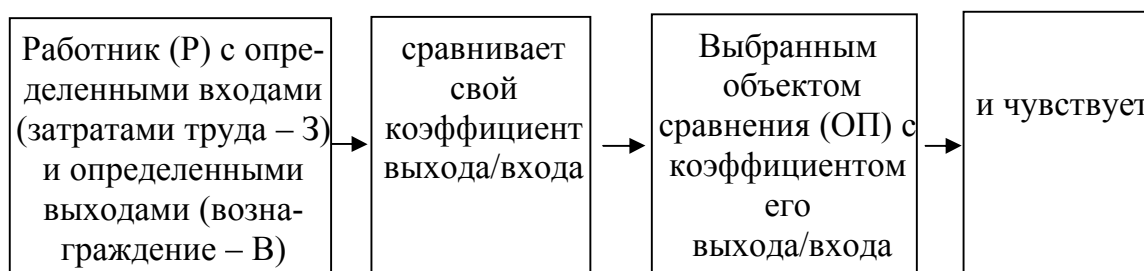 Работник (Р) с опре-
деленными входами
(затратами труда – З)
и определенными
выходами (возна-
граждение – В)
сравнивает
свой
коэффициент
выхода/входа
Выбранным
объектом
сравнения (ОП) с
коэффициентом
его
выхода/входа
и чувствует